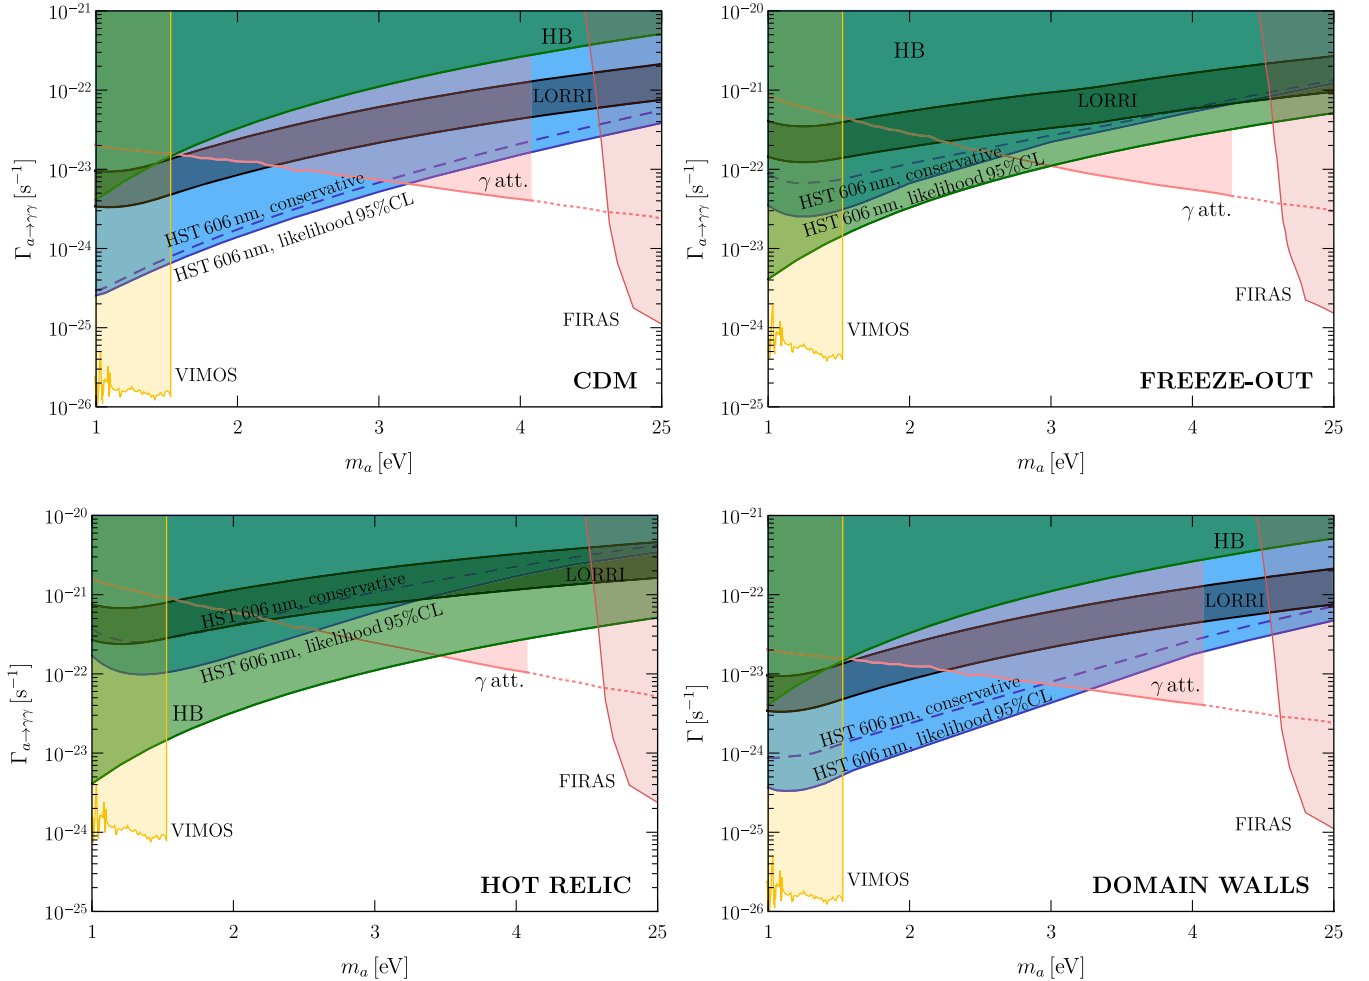 10⁻²¹
10⁻²²
10⁻²³
10⁻²⁴
10⁻²⁵
10⁻²⁶
Γ_{a→γγ} [s⁻¹]
HB
LORRI
γ att.
HST 606 nm, conservative
HST 606 nm, likelihood 95%CL
FIRAS
VIMOS
CDM
1 2 3 4 25
m_a [eV]
10⁻²⁰
10⁻²¹
10⁻²²
10⁻²³
10⁻²⁴
10⁻²⁵
Γ_{a→γγ} [s⁻¹]
HB
LORRI
HST 606 nm, conservative
HST 606 nm, likelihood 95%CL
γ att.
FIRAS
VIMOS
FREEZE-OUT
1 2 3 4 25
m_a [eV]
10⁻²⁰
10⁻²¹
10⁻²²
10⁻²³
10⁻²⁴
10⁻²⁵
Γ_{a→γγ} [s⁻¹]
LORRI
HST 606 nm, conservative
HST 606 nm, likelihood 95%CL
γ att.
HB
FIRAS
VIMOS
HOT RELIC
1 2 3 4 25
m_a [eV]
10⁻²¹
10⁻²²
10⁻²³
10⁻²⁴
10⁻²⁵
10⁻²⁶
Γ [s⁻¹]
HB
LORRI
γ att.
HST 606 nm, conservative
HST 606 nm, likelihood 95%CL
FIRAS
VIMOS
DOMAIN WALLS
1 2 3 4 25
m_a [eV]